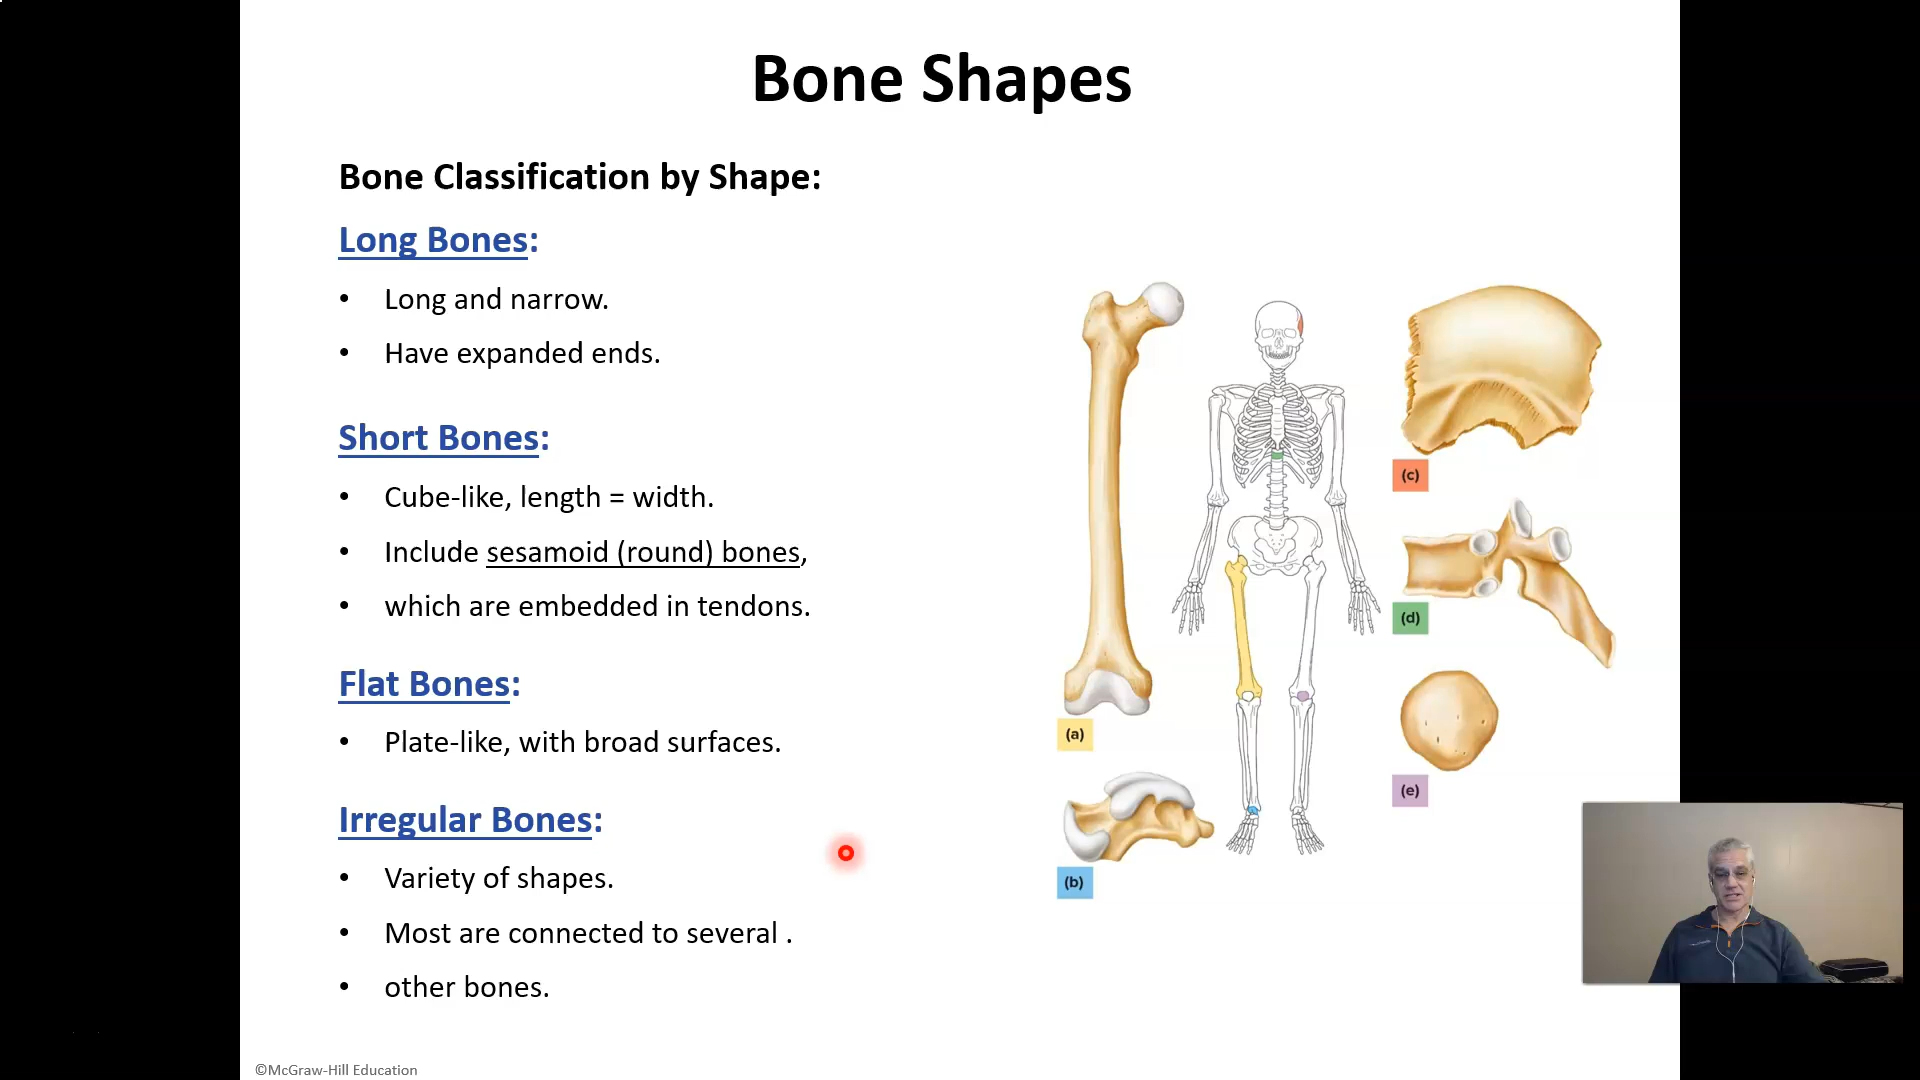 Bone Shapes
Bone Classification by Shape:
Long Bones:
• Long and narrow.
• Have expanded ends.
Short Bones:
• Cube-like, length = width.
• Include sesamoid (round) bones,
• which are embedded in tendons.
Flat Bones:
• Plate-like, with broad surfaces.
Irregular Bones:
• Variety of shapes.
• Most are connected to several .
• other bones.
(a)
(b)
(c)
(d)
(e)
©McGraw-Hill Education